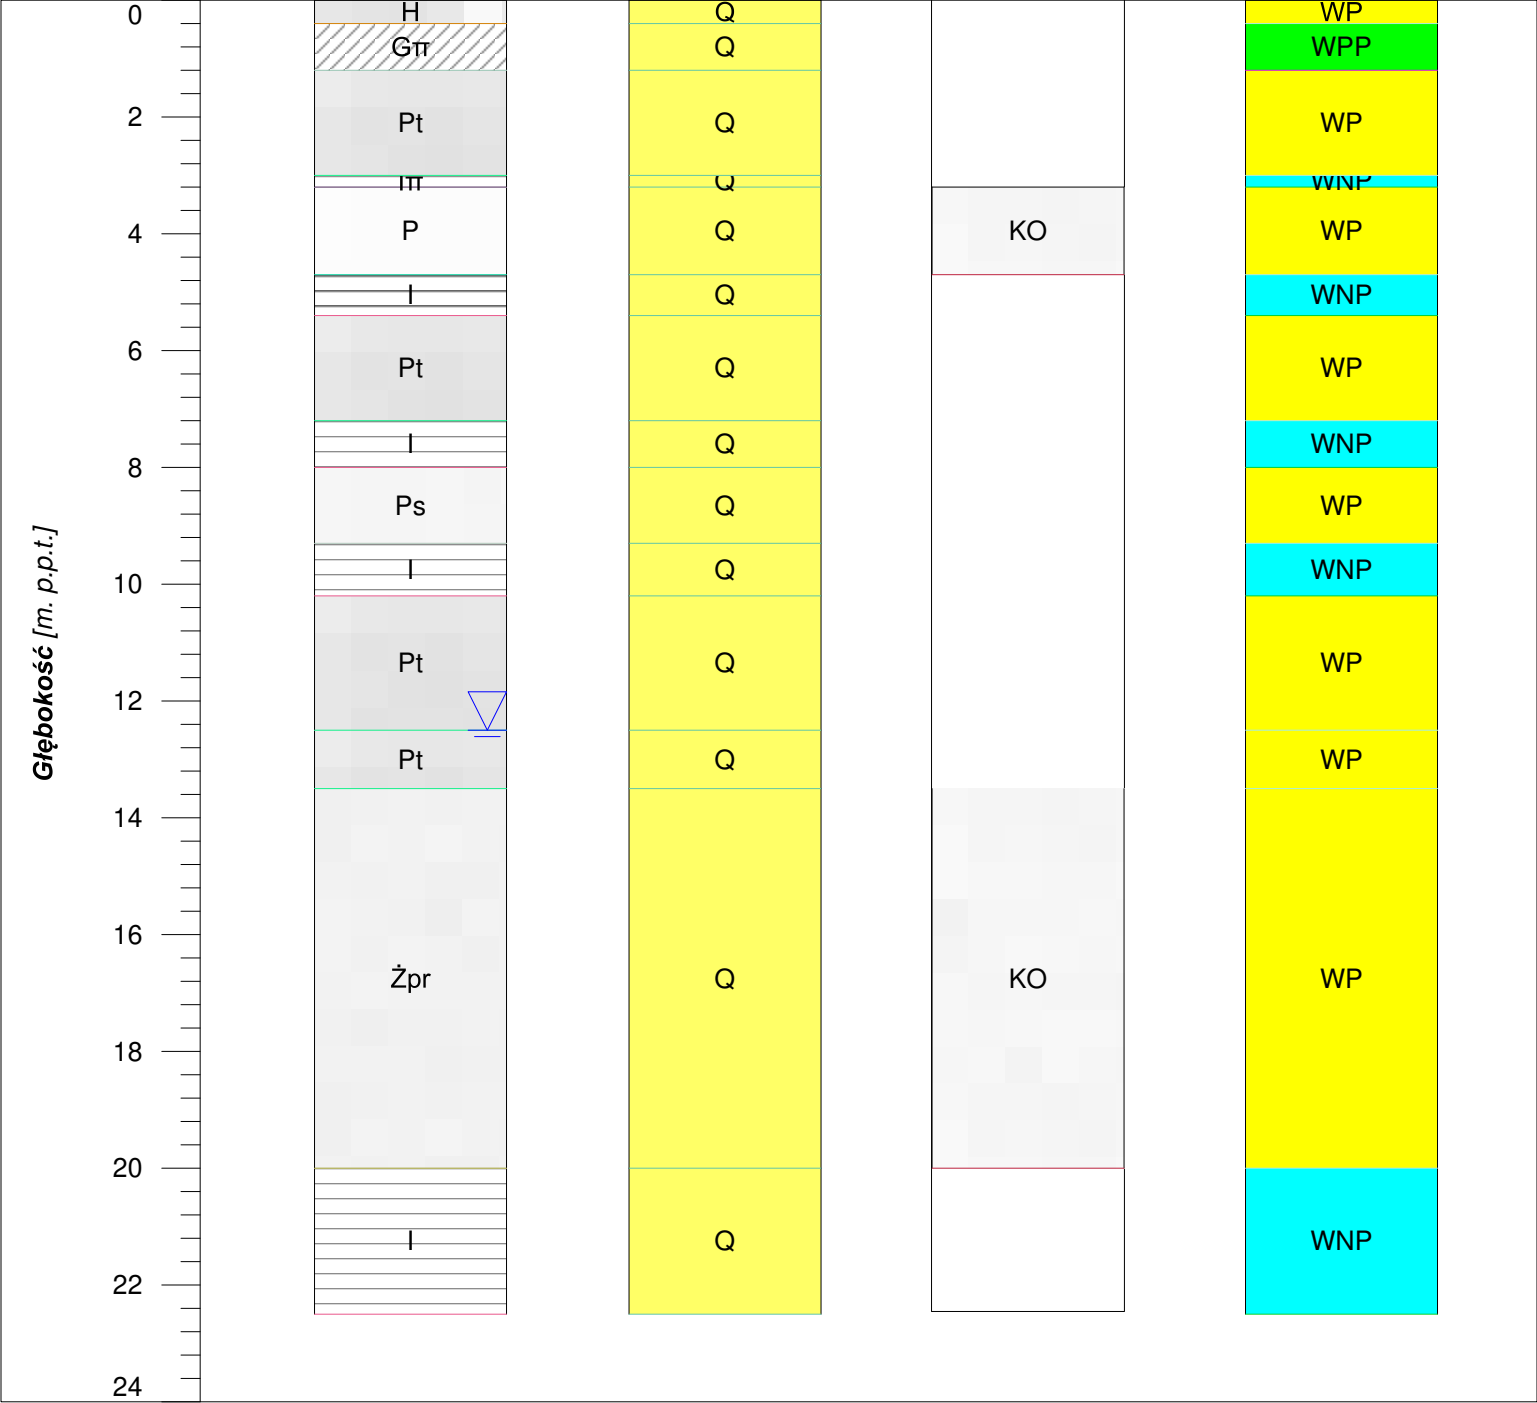 0 H Q WP
Gπ Q WPP
2 Pt Q WP
Iπ Q WNP
4 P Q KO WP
I Q WNP
6 Pt Q WP
I Q WNP
8 Ps Q WP
I Q WNP
10
Pt Q WP
12
Pt Q WP
14
16
Żpr Q KO WP
18
20
I Q WNP
22
24
Głębokość [m. p.p.t.]